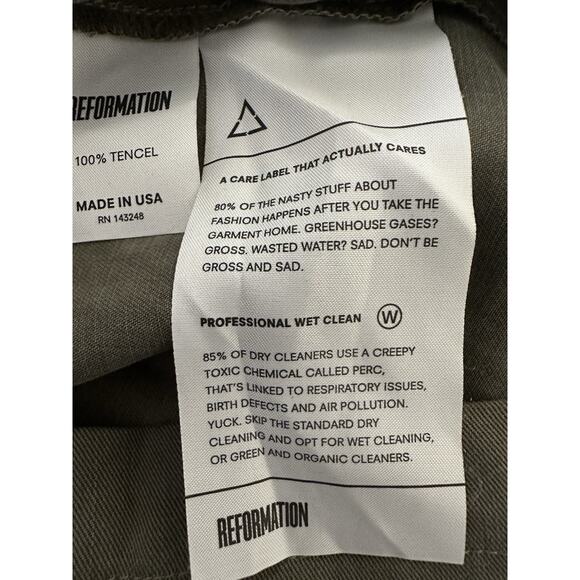 REFORMATION
100% TENCEL
MADE IN USA
RN 143248
A CARE LABEL THAT ACTUALLY CARES
80% OF THE NASTY STUFF ABOUT
FASHION HAPPENS AFTER YOU TAKE THE
GARMENT HOME. GREENHOUSE GASES?
GROSS. WASTED WATER? SAD. DON'T BE
GROSS AND SAD.
PROFESSIONAL WET CLEAN W
85% OF DRY CLEANERS USE A CREEPY
TOXIC CHEMICAL CALLED PERC,
THAT'S LINKED TO RESPIRATORY ISSUES,
BIRTH DEFECTS AND AIR POLLUTION.
YUCK. SKIP THE STANDARD DRY
CLEANING AND OPT FOR WET CLEANING,
OR GREEN AND ORGANIC CLEANERS.
REFORMATION